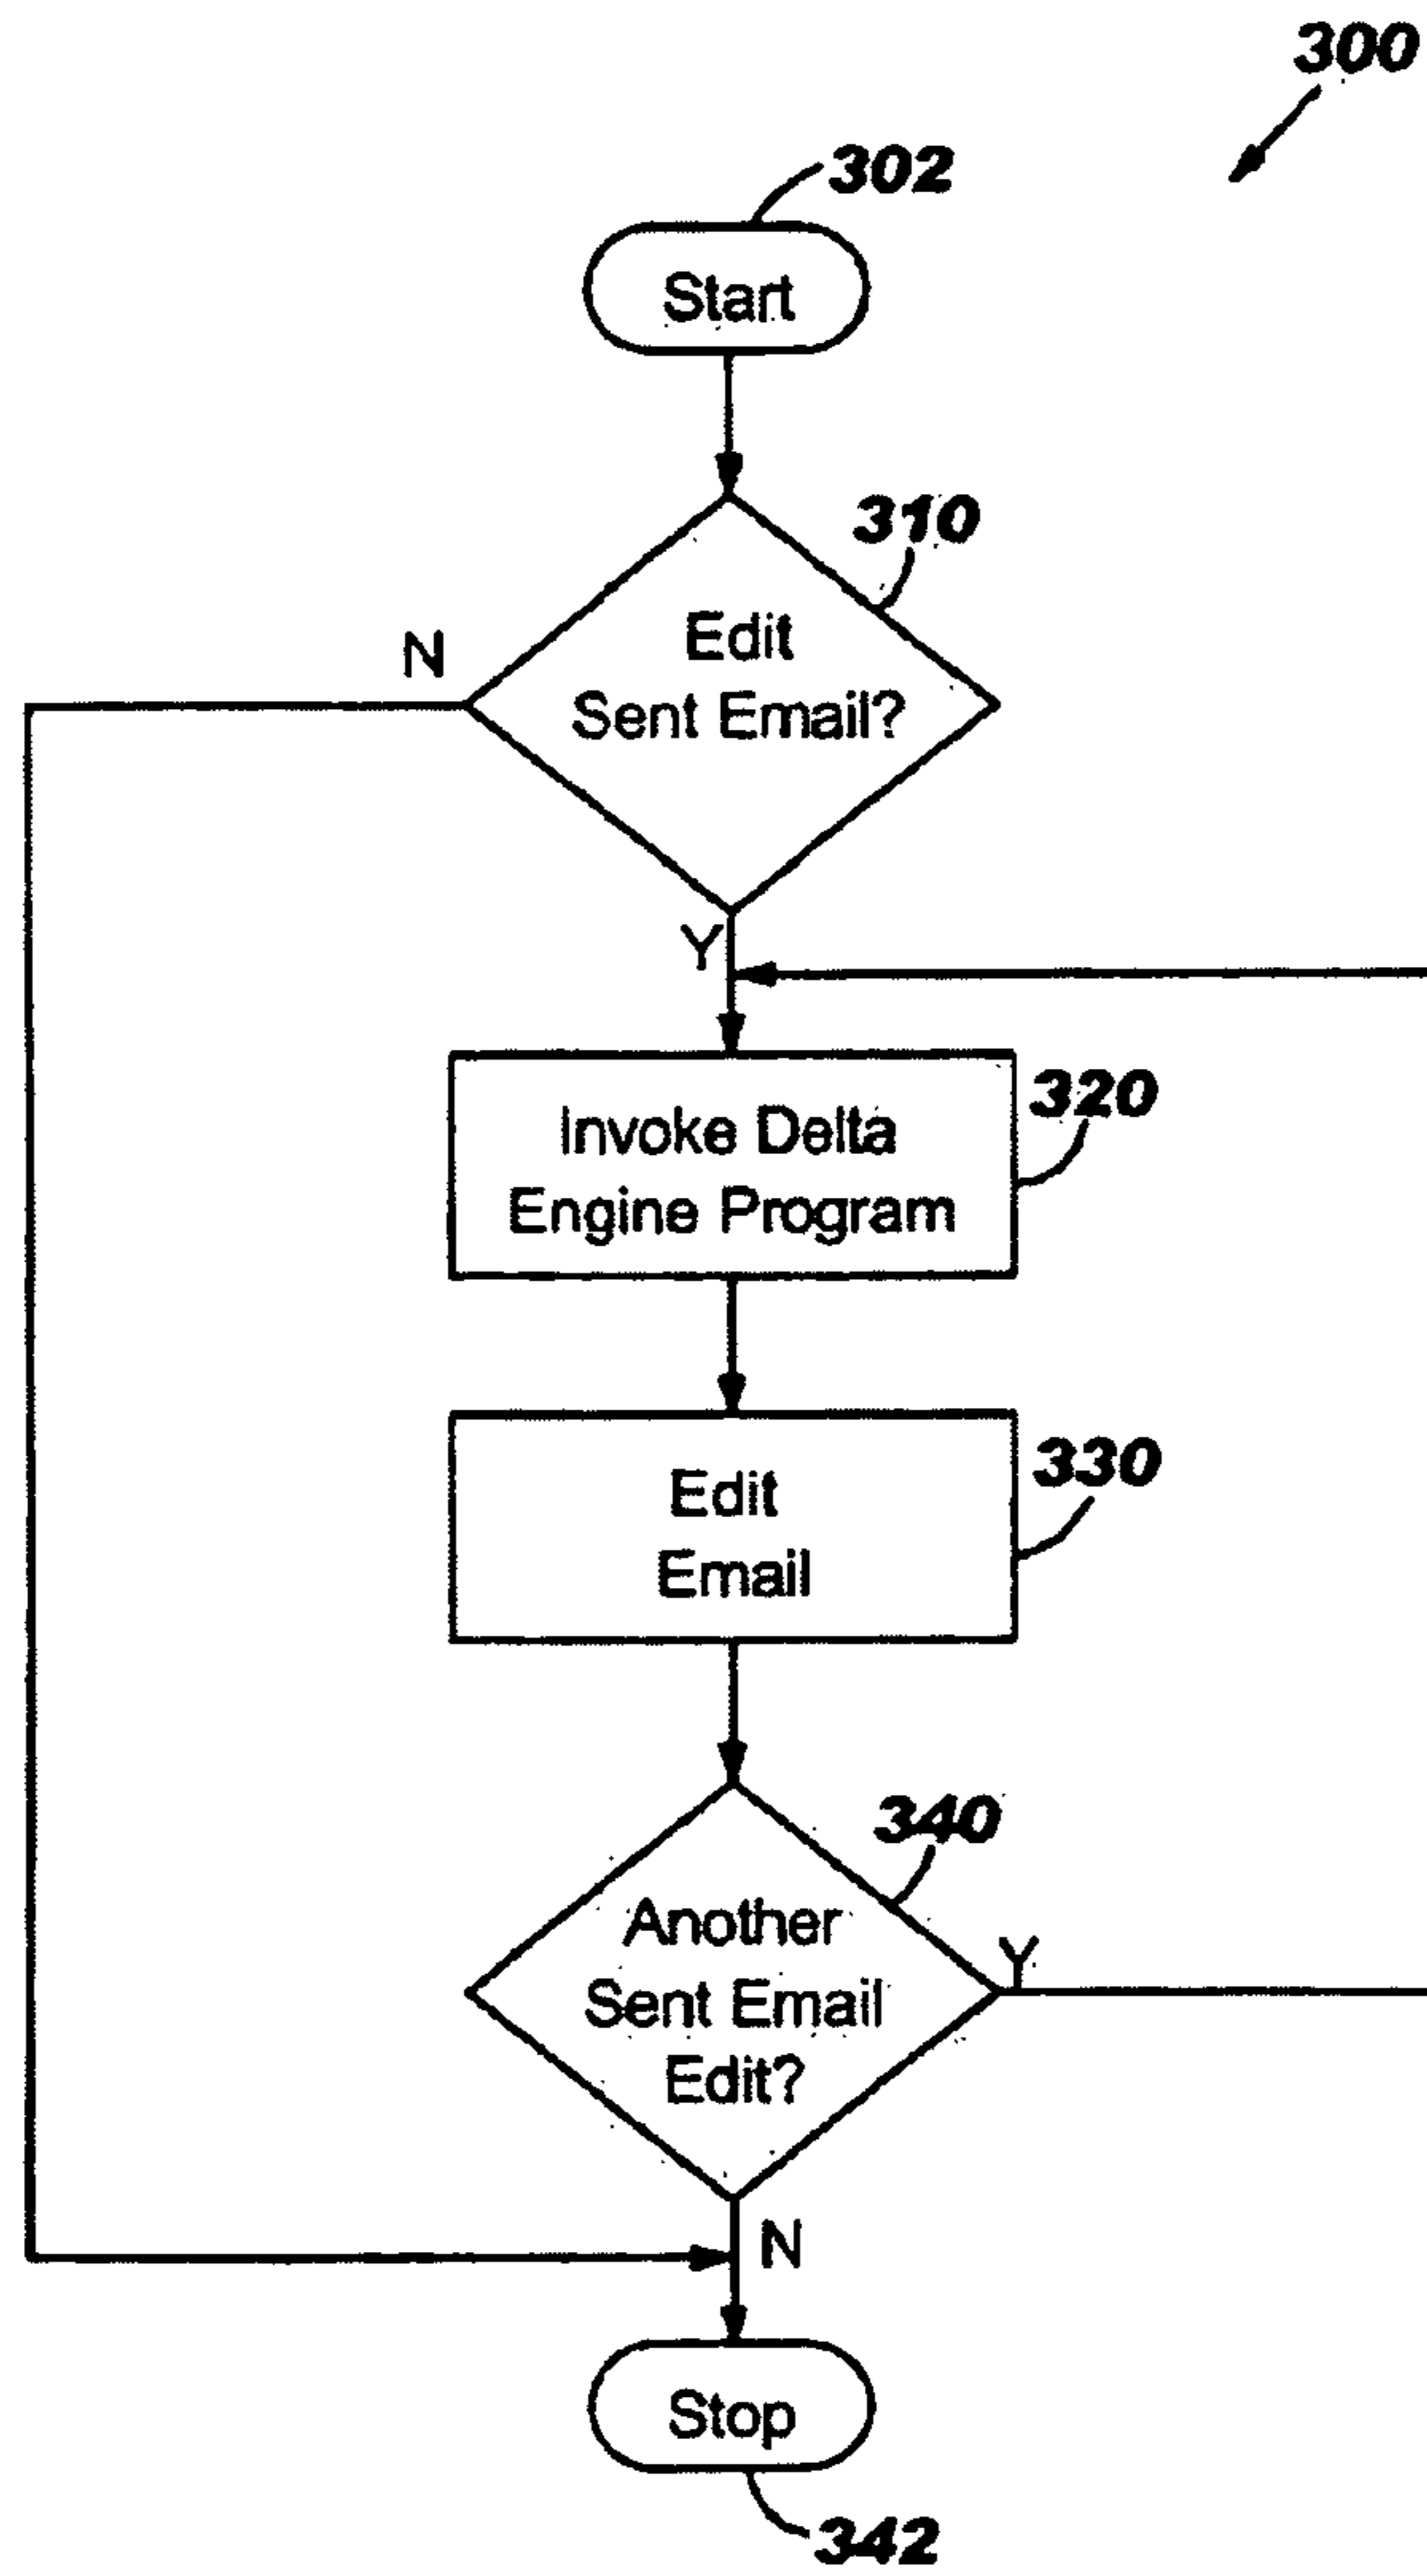 300
302
Start
310
N
Edit
Sent Email?
Y
320
Invoke Delta
Engine Program
330
Edit
Email
340
Another
Sent Email
Edit?
Y
N
Stop
342